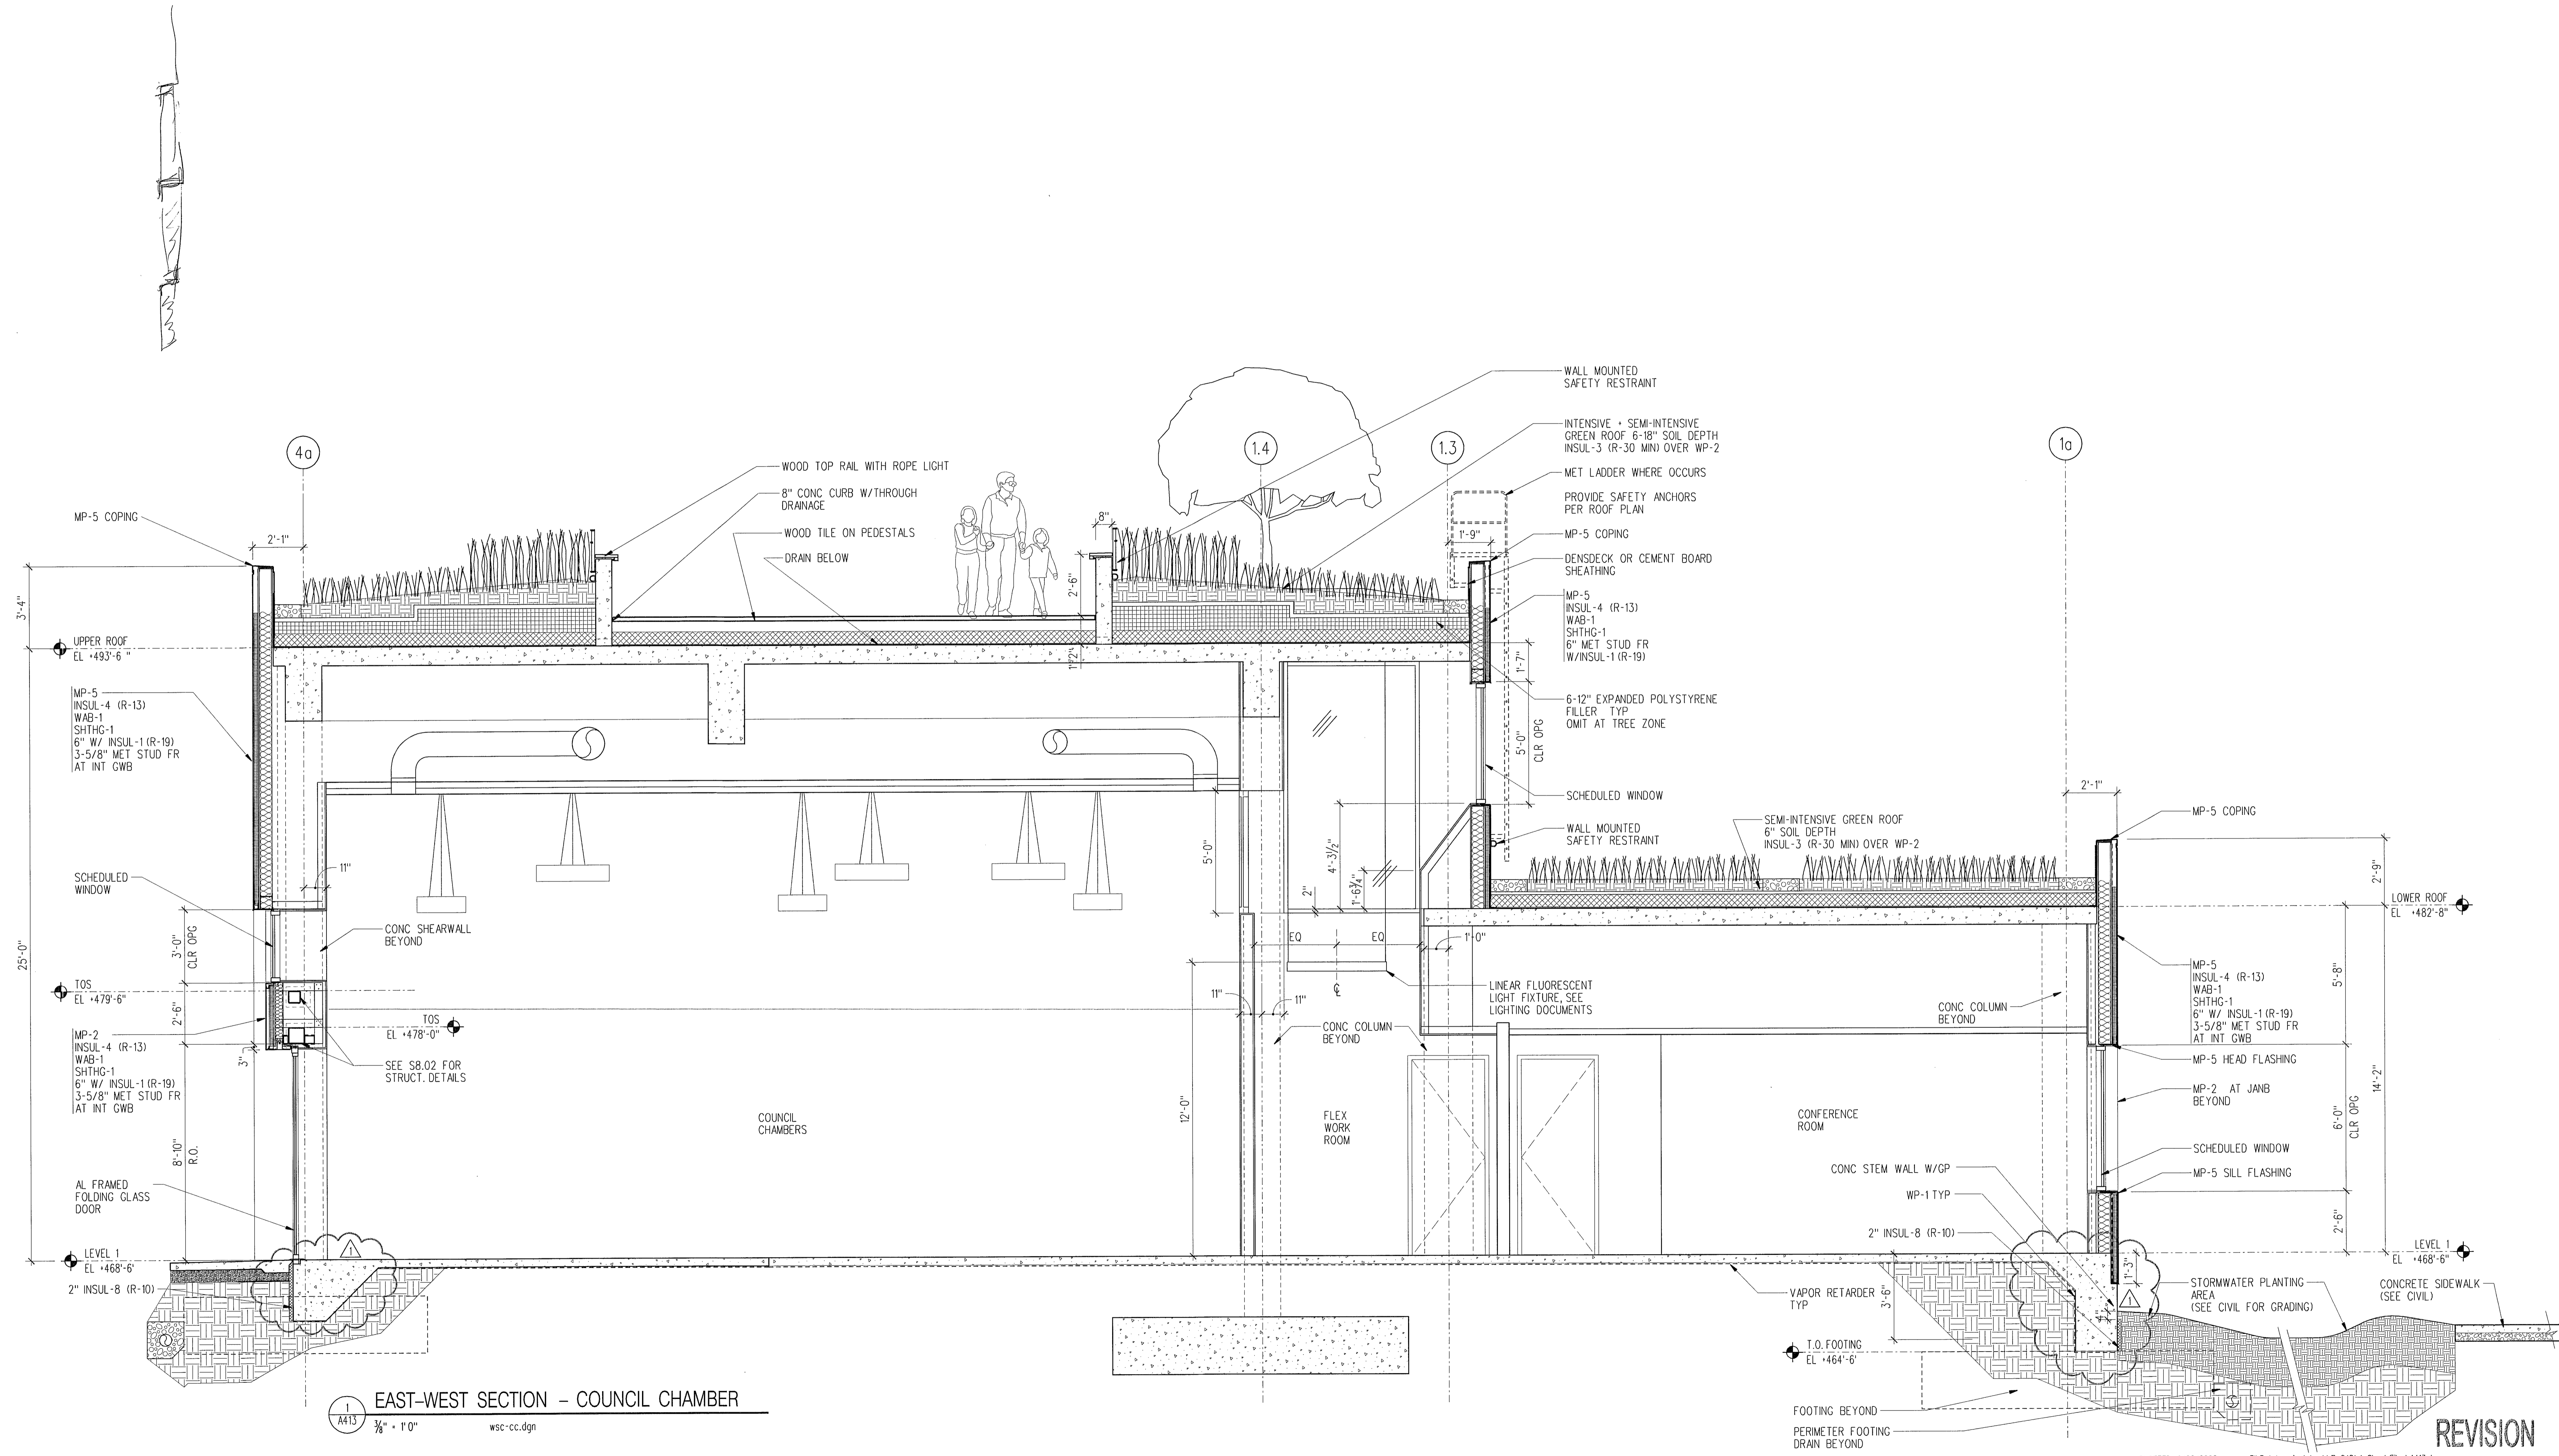 WALL MOUNTED
SAFETY RESTRAINT
INTENSIVE + SEMI-INTENSIVE
GREEN ROOF 6-18" SOIL DEPTH
INSUL-3 (R-30 MIN) OVER WP-2
MET LADDER WHERE OCCURS
PROVIDE SAFETY ANCHORS
PER ROOF PLAN
MP-5 COPING
DENSDECK OR CEMENT BOARD
SHEATHING
MP-5
INSUL-4 (R-13)
WAB-1
SHTHG-1
6" MET STUD FR
W/INSUL-1 (R-19)
6-12" EXPANDED POLYSTYRENE
FILLER TYP
OMIT AT TREE ZONE
SCHEDULED WINDOW
WALL MOUNTED
SAFETY RESTRAINT
4a
1.4
1.3
1a
WOOD TOP RAIL WITH ROPE LIGHT
8" CONC CURB W/THROUGH
DRAINAGE
WOOD TILE ON PEDESTALS
DRAIN BELOW
MP-5 COPING
2'-1"
8"
1'-9"
3'-4"
2'-6"
UPPER ROOF
EL +493'-6 "
1'-7"
5'-0"
CLR OPG
MP-5
INSUL-4 (R-13)
WAB-1
SHTHG-1
6" W/ INSUL-1 (R-19)
3-5/8" MET STUD FR
AT INT GWB
SCHEDULED
WINDOW
11"
5'-0"
4'-3½"
2"
1'-6¾"
SEMI-INTENSIVE GREEN ROOF
6" SOIL DEPTH
INSUL-3 (R-30 MIN) OVER WP-2
2'-1"
MP-5 COPING
2'-9"
LOWER ROOF
EL +482'-8"
25'-0"
3'-0"
CLR OPG
CONC SHEARWALL
BEYOND
EQ
EQ
1'-0"
TOS
EL +479'-6"
2'-6"
TOS
EL +478'-0"
3"
SEE S8.02 FOR
STRUCT. DETAILS
MP-2
INSUL-4 (R-13)
WAB-1
SHTHG-1
6" W/ INSUL-1 (R-19)
3-5/8" MET STUD FR
AT INT GWB
11"
11"
LINEAR FLUORESCENT
LIGHT FIXTURE, SEE
LIGHTING DOCUMENTS
CONC COLUMN
BEYOND
CONC COLUMN
BEYOND
5'-8"
MP-5
INSUL-4 (R-13)
WAB-1
SHTHG-1
6" W/ INSUL-1 (R-19)
3-5/8" MET STUD FR
AT INT GWB
MP-5 HEAD FLASHING
MP-2 AT JANB
BEYOND
14'-2"
6'-0"
CLR OPG
SCHEDULED WINDOW
MP-5 SILL FLASHING
2'-6"
8'-10"
R.O.
12'-0"
COUNCIL
CHAMBERS
FLEX
WORK
ROOM
CONFERENCE
ROOM
CONC STEM WALL W/GP
WP-1 TYP
2" INSUL-8 (R-10)
AL FRAMED
FOLDING GLASS
DOOR
LEVEL 1
EL +468'-6'
1
2" INSUL-8 (R-10)
VAPOR RETARDER
TYP
3'-6"
1'-3"
1
LEVEL 1
EL +468'-6"
STORMWATER PLANTING
AREA
(SEE CIVIL FOR GRADING)
CONCRETE SIDEWALK
(SEE CIVIL)
T.O. FOOTING
EL +464'-6'
FOOTING BEYOND
PERIMETER FOOTING
DRAIN BEYOND
1
A413
EAST-WEST SECTION - COUNCIL CHAMBER
⅜" = 1'0"
wsc-cc.dgn
REVISION